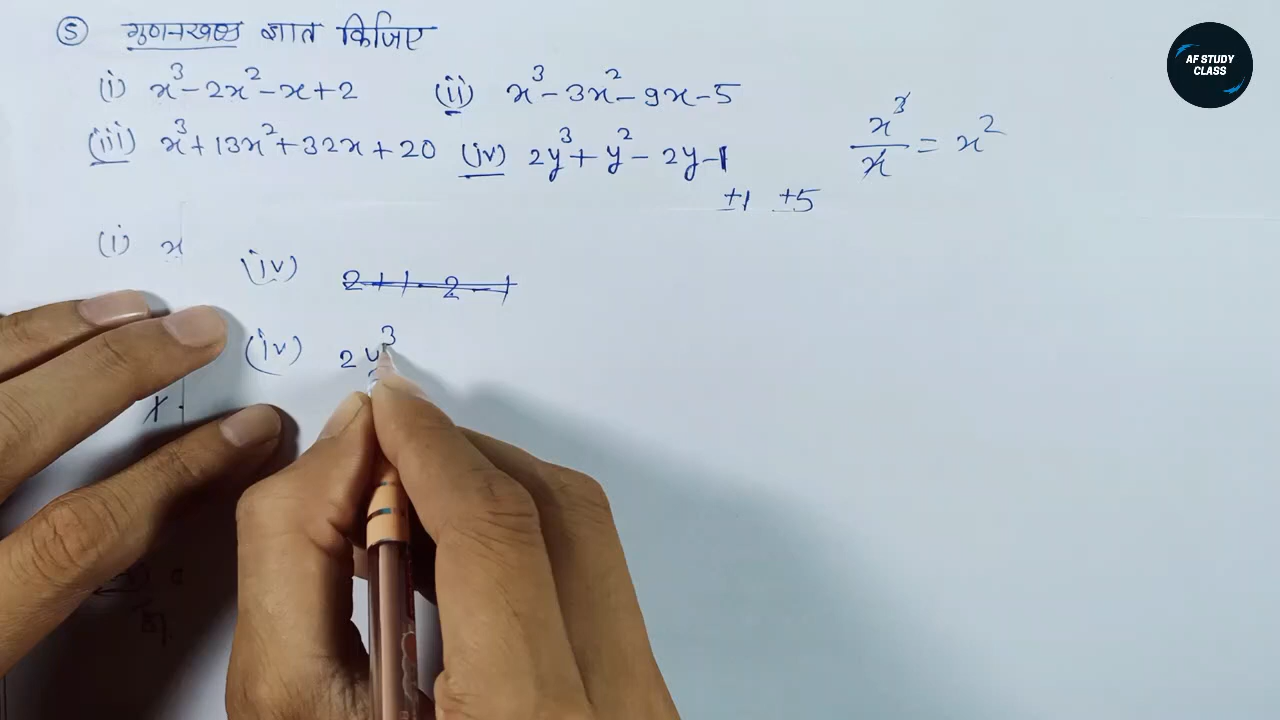 ⑤ गुणनखण्ड ज्ञात किजिए
AF STUDY
CLASS
(i) x³-2x²-x+2 (ii) x³-3x²-9x-5
(iii) x³+13x²+32x+20 (iv) 2y³+y²-2y-1
x³/x = x²
±1 ±5
(i) x
(iv) 2+1-2-1
(iv) 2y³